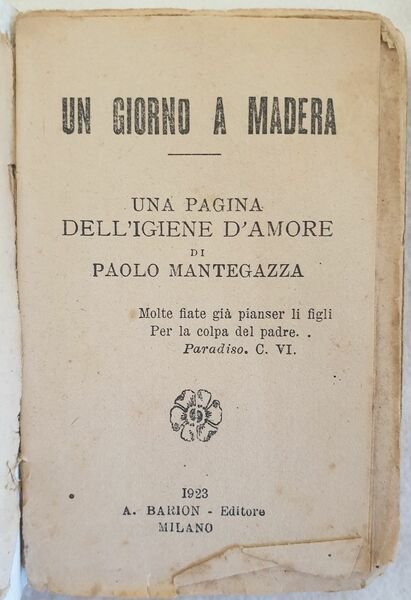 UN GIORNO A MADERA
UNA PAGINA
DELL'IGIENE D'AMORE
DI
PAOLO MANTEGAZZA
Molte fiate già pianser li figli
Per la colpa del padre. .
Paradiso. C. VI.
1923
A. BARION - Editore
MILANO